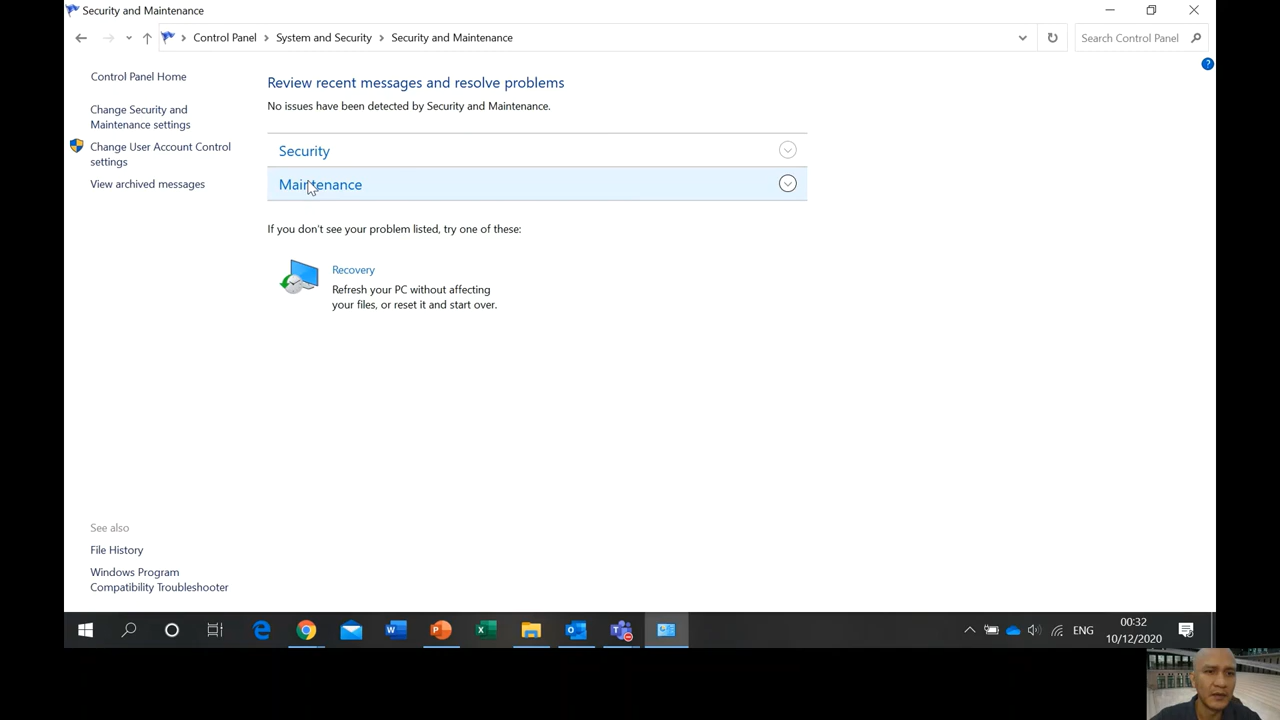 Security and Maintenance
Control Panel > System and Security > Security and Maintenance
Search Control Panel
Control Panel Home
Change Security and
Maintenance settings
Change User Account Control
settings
View archived messages
Review recent messages and resolve problems
No issues have been detected by Security and Maintenance.
Security
Maintenance
If you don't see your problem listed, try one of these:
Recovery
Refresh your PC without affecting
your files, or reset it and start over.
See also
File History
Windows Program
Compatibility Troubleshooter
ENG
00:32
10/12/2020